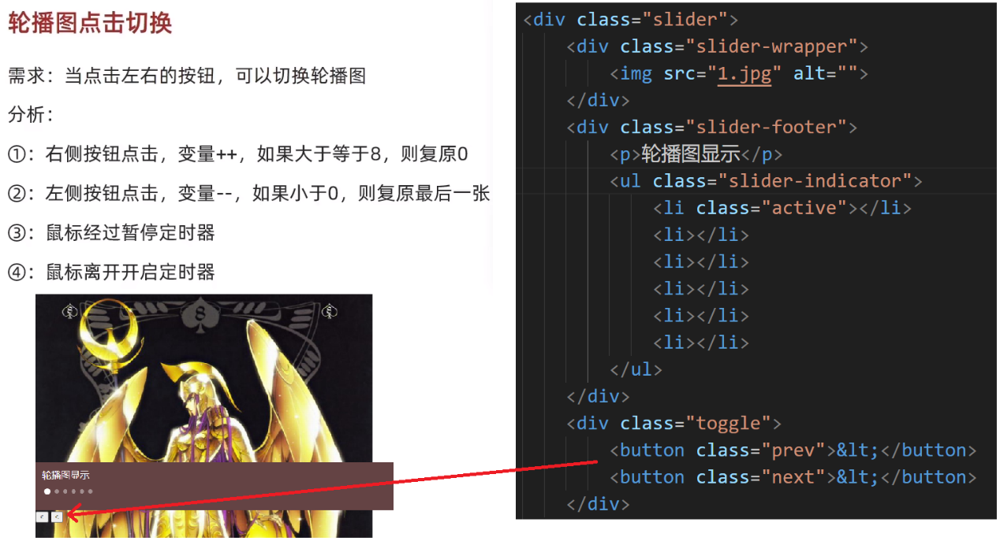 轮播图点击切换
需求：当点击左右的按钮，可以切换轮播图
分析：
①：右侧按钮点击，变量++，如果大于等于8，则复原0
②：左侧按钮点击，变量--，如果小于0，则复原最后一张
③：鼠标经过暂停定时器
④：鼠标离开开启定时器
8
轮播图显示
< <
<div class="slider">
<div class="slider-wrapper">
<img src="1.jpg" alt="">
</div>
<div class="slider-footer">
<p>轮播图显示</p>
<ul class="slider-indicator">
<li class="active"></li>
<li></li>
<li></li>
<li></li>
<li></li>
<li></li>
</ul>
</div>
<div class="toggle">
<button class="prev">&lt;</button>
<button class="next">&lt;</button>
</div>